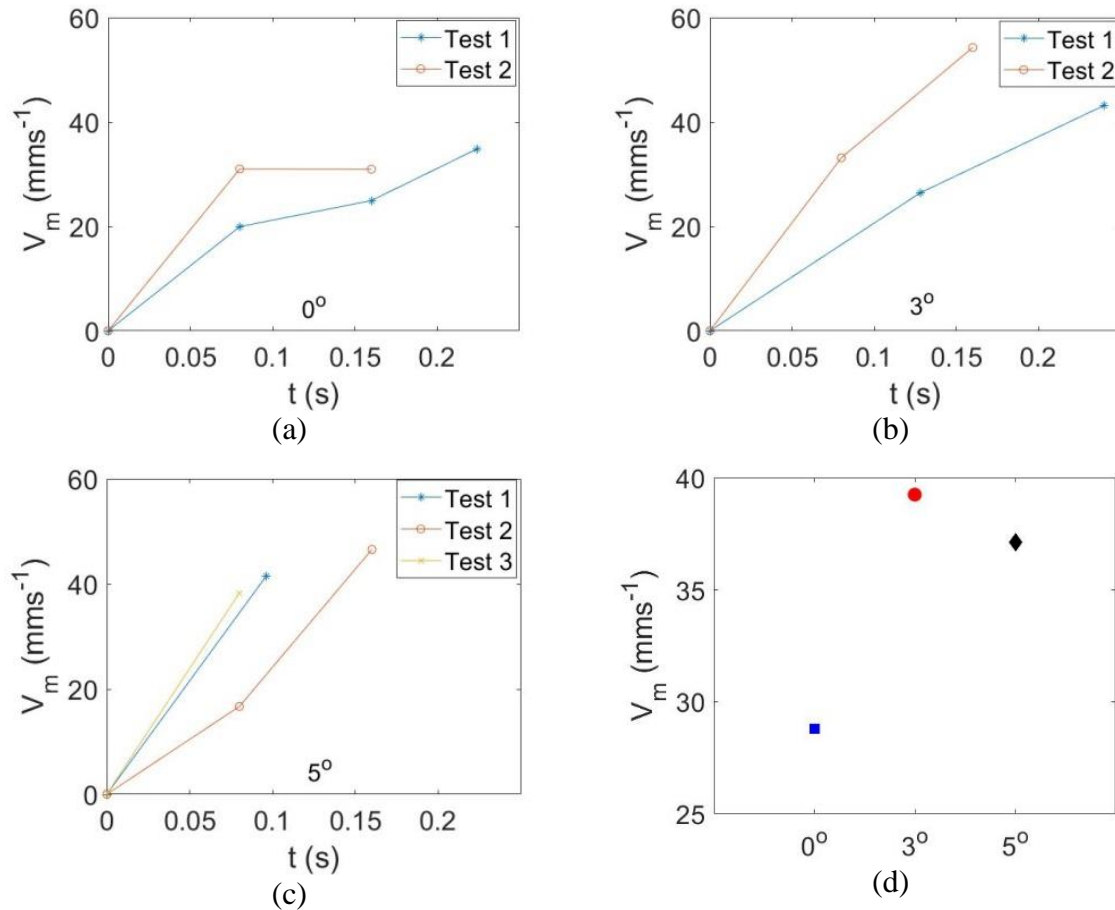 60
40
20
0
V_m (mms^-1)
Test 1
Test 2
0°
0 0.05 0.1 0.15 0.2
t (s)
(a)
60
40
20
0
V_m (mms^-1)
Test 1
Test 2
3°
0 0.05 0.1 0.15 0.2
t (s)
(b)
60
40
20
0
V_m (mms^-1)
Test 1
Test 2
Test 3
5°
0 0.05 0.1 0.15 0.2
t (s)
(c)
40
35
30
25
V_m (mms^-1)
0° 3° 5°
(d)